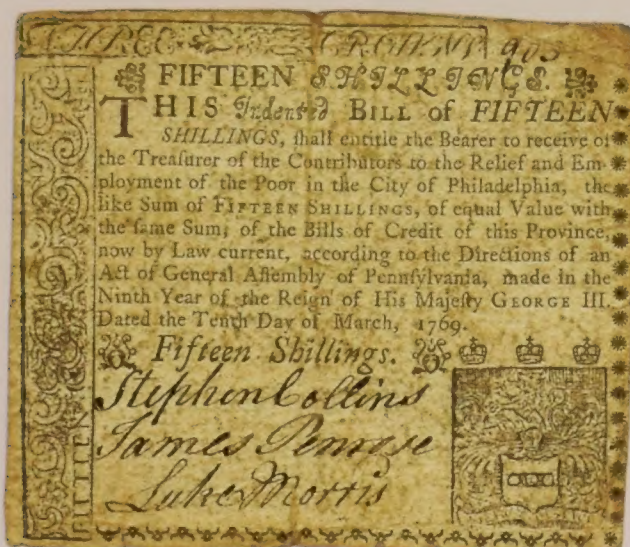 THREE CROWNS 903
FIFTEEN SHILLINGS.
THIS Indented BILL of FIFTEEN
SHILLINGS, ſhall entitle the Bearer to receive of
the Treaſurer of the Contributors to the Relief and Em-
ployment of the Poor in the City of Philadelphia, the
like Sum of FIFTEEN SHILLINGS, of equal Value with
the ſame Sum, of the Bills of Credit of this Province,
now by Law current, according to the Directions of an
Act of General Aſſembly of Pennſylvania, made in the
Ninth Year of the Reign of His Majeſty GEORGE III.
Dated the Tenth Day of March, 1769.
Fifteen Shillings.
Stephen Collins
James Penrose
Luke Morris
FIFTEEN